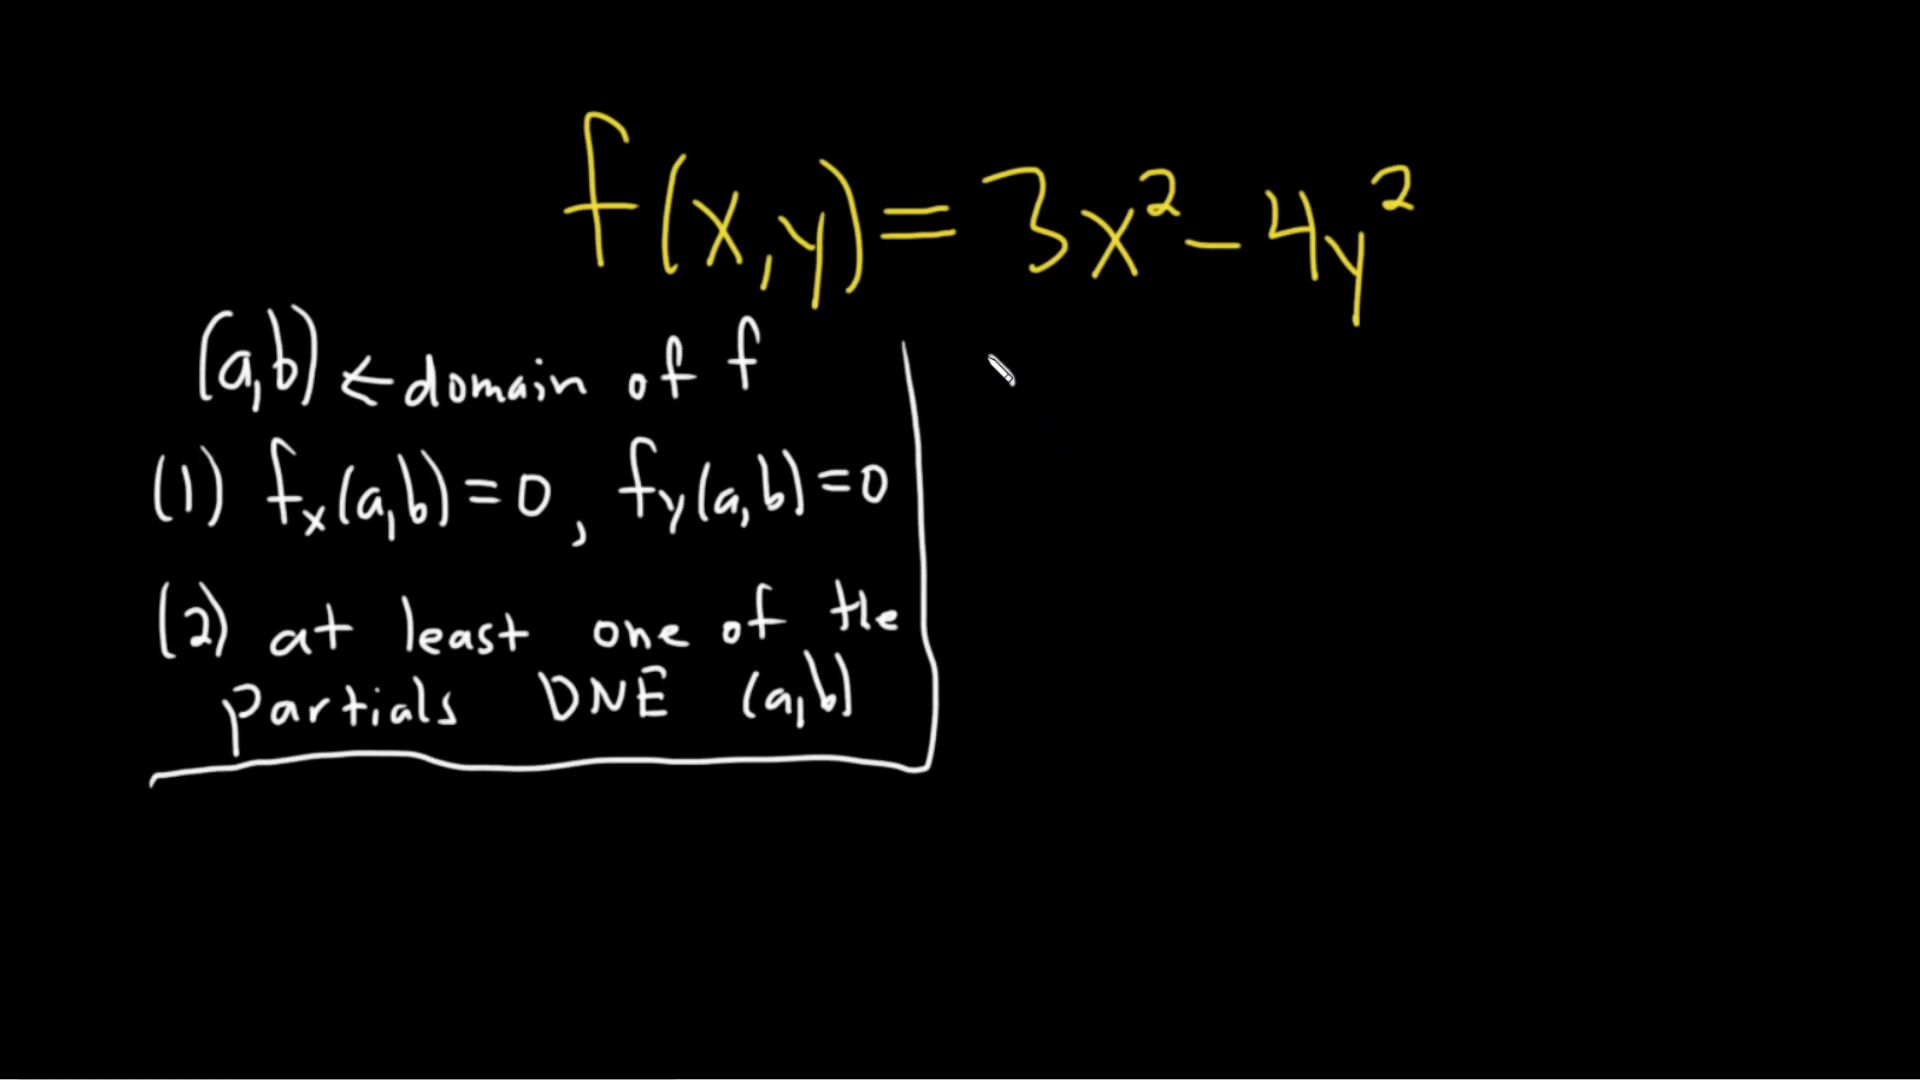 f(x,y)=3x²-4y²
(a,b)←domain of f
(1) fₓ(a,b)=0, fy(a,b)=0
(2) at least one of the
partials DNE (a,b)